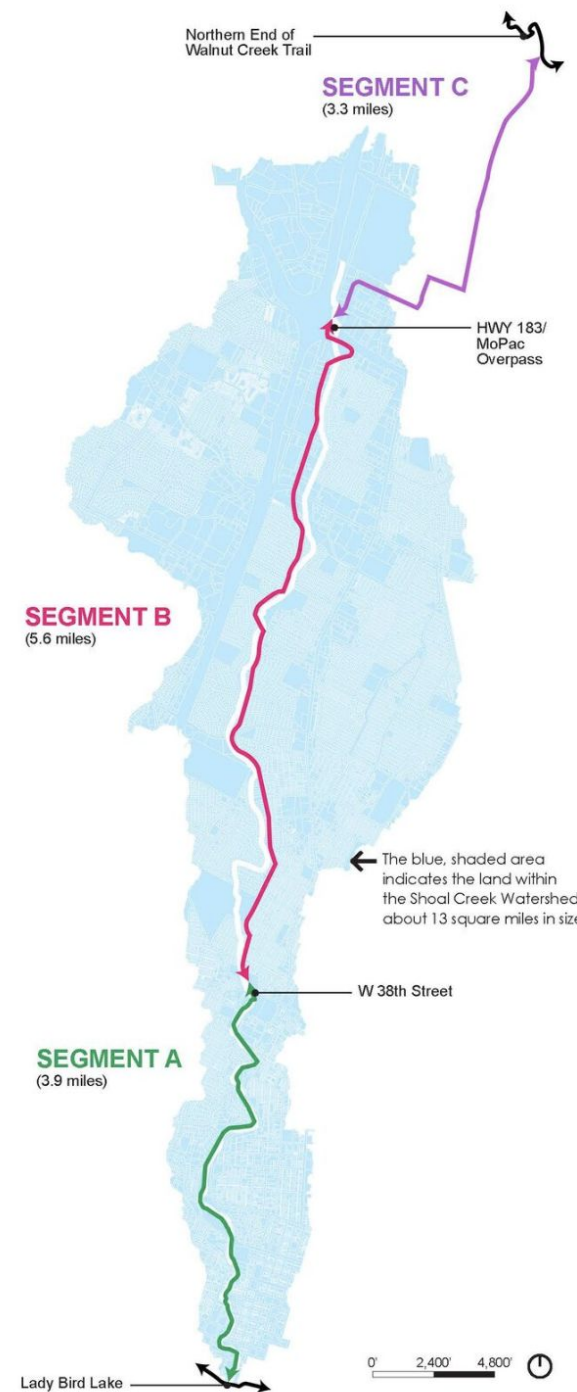 Northern End of
Walnut Creek Trail
SEGMENT C
(3.3 miles)
HWY 183/
MoPac
Overpass
SEGMENT B
(5.6 miles)
The blue, shaded area
indicates the land within
the Shoal Creek Watershed
about 13 square miles in size
W 38th Street
SEGMENT A
(3.9 miles)
0' 2,400' 4,800'
Lady Bird Lake